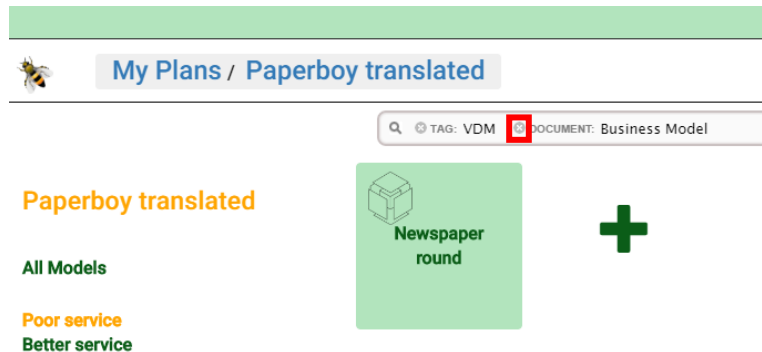 My Plans / Paperboy translated
TAG: VDM DOCUMENT: Business Model
Paperboy translated
Newspaper
round
All Models
Poor service
Better service